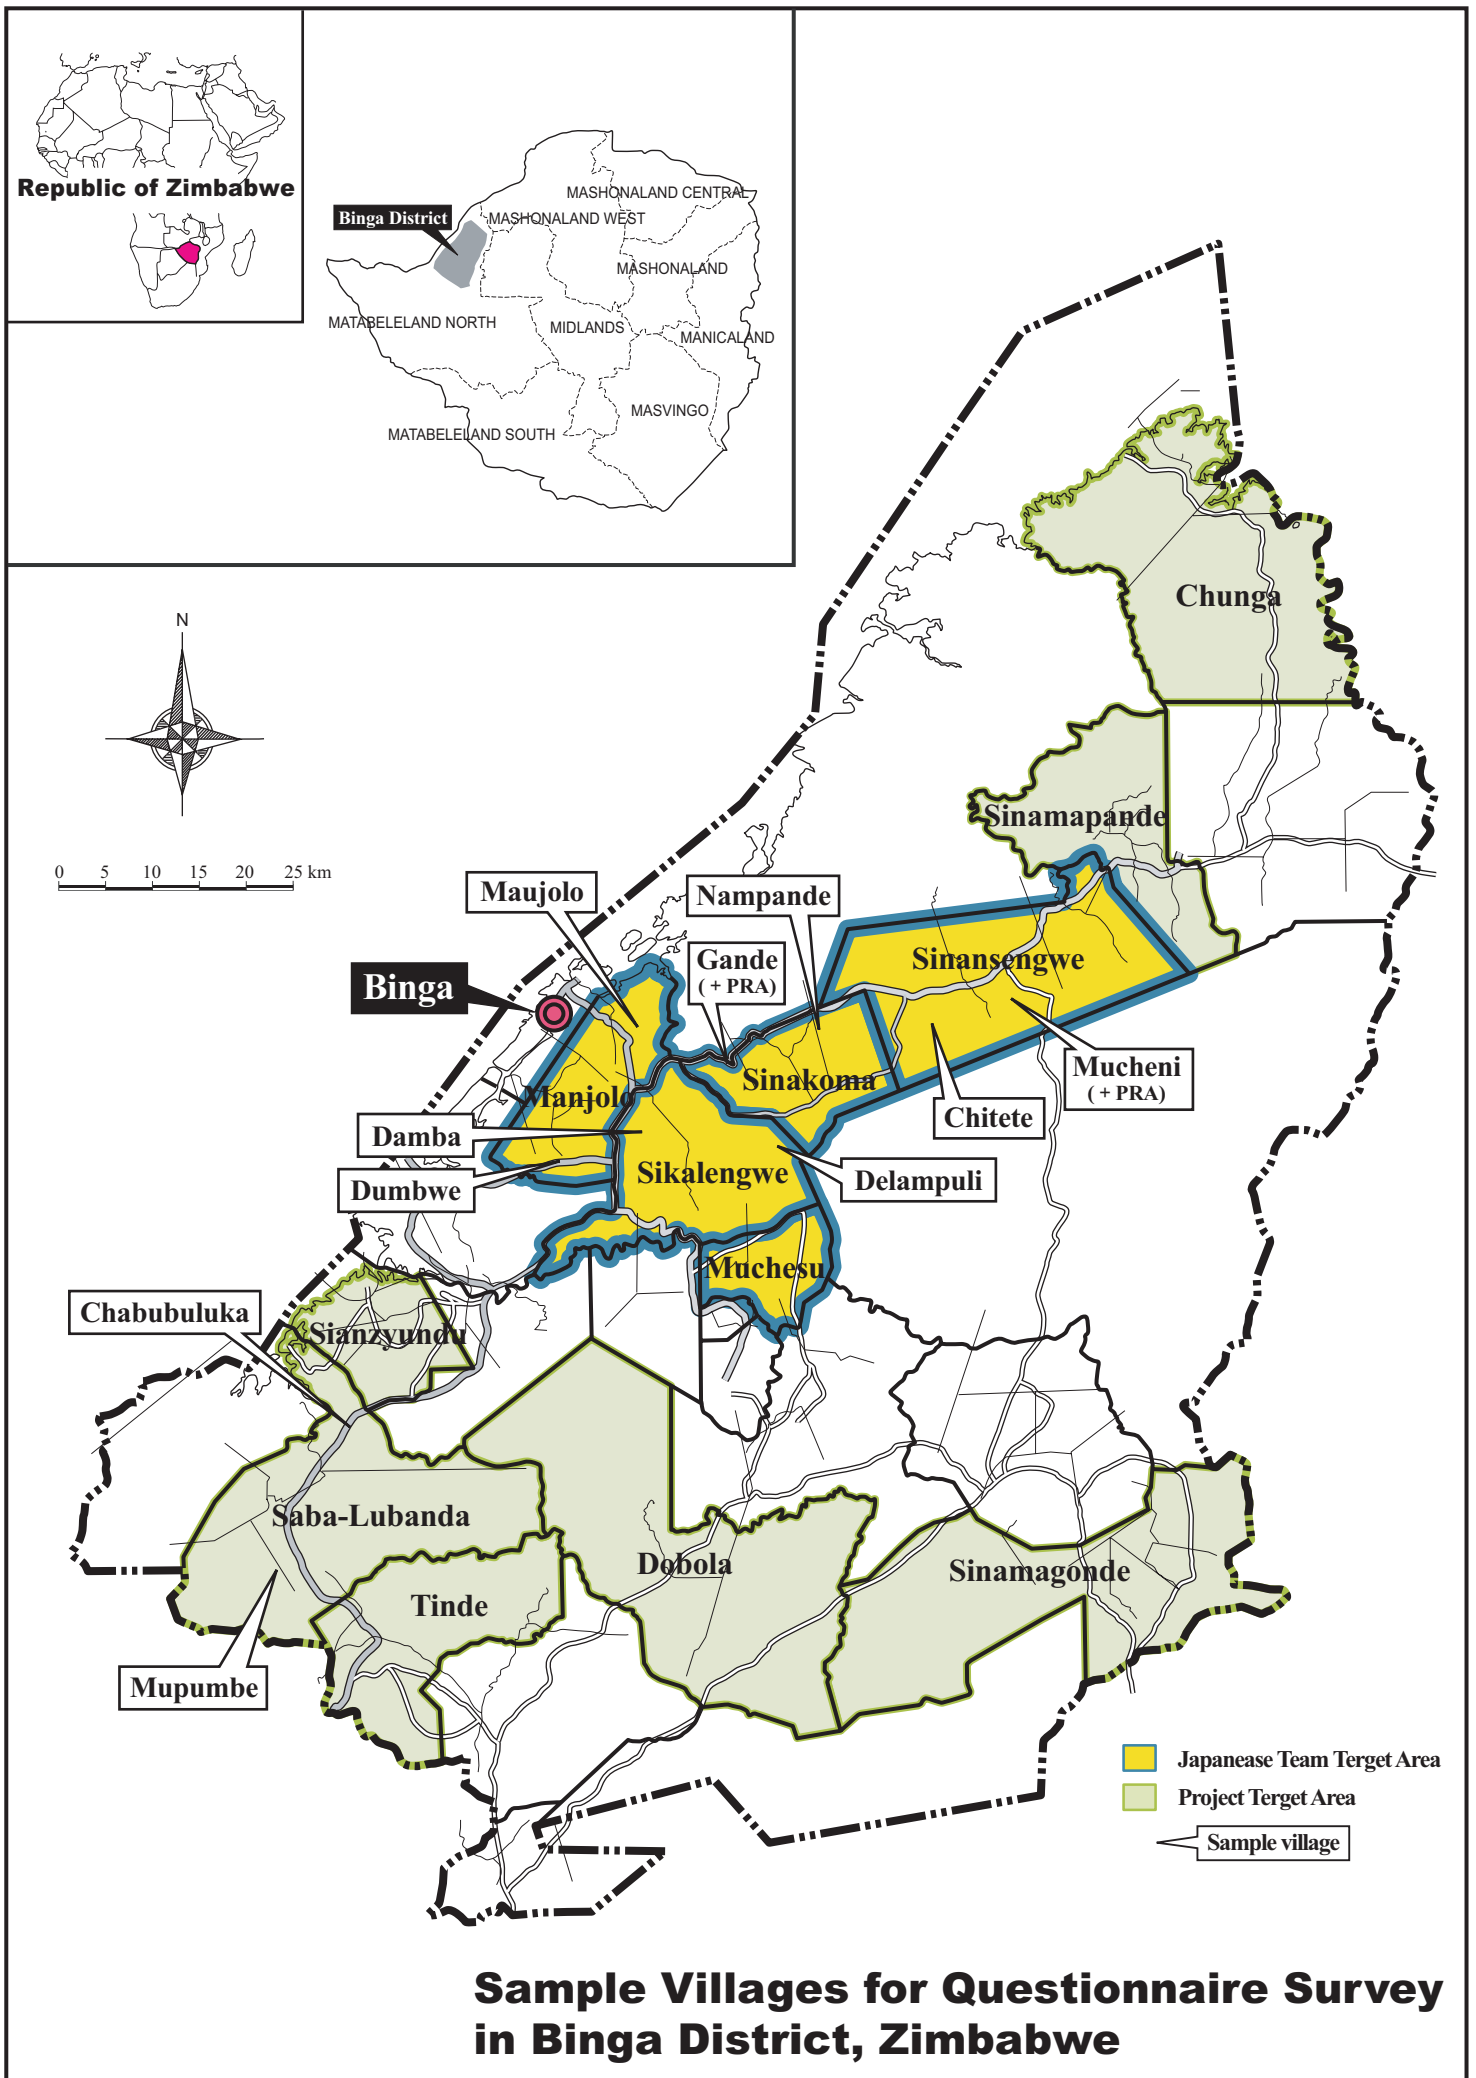 Republic of Zimbabwe
Binga District
MASHONALAND CENTRAL
MASHONALAND WEST
MASHONALAND
MATABELELAND NORTH
MIDLANDS
MANICALAND
MASVINGO
MATABELELAND SOUTH
N
0 5 10 15 20 25 km
Chunga
Sinamapande
Maujolo
Nampande
Gande
( + PRA)
Sinansengwe
Binga
Mucheni
( + PRA)
Sinakoma
Manjolo
Chitete
Damba
Sikalengwe
Delampuli
Dumbwe
Muchesu
Chabubuluka
Sianzyundu
Saba-Lubanda
Dobola
Sinamagonde
Tinde
Mupumbe
Japanease Team Terget Area
Project Terget Area
Sample village
Sample Villages for Questionnaire Survey
in Binga District, Zimbabwe